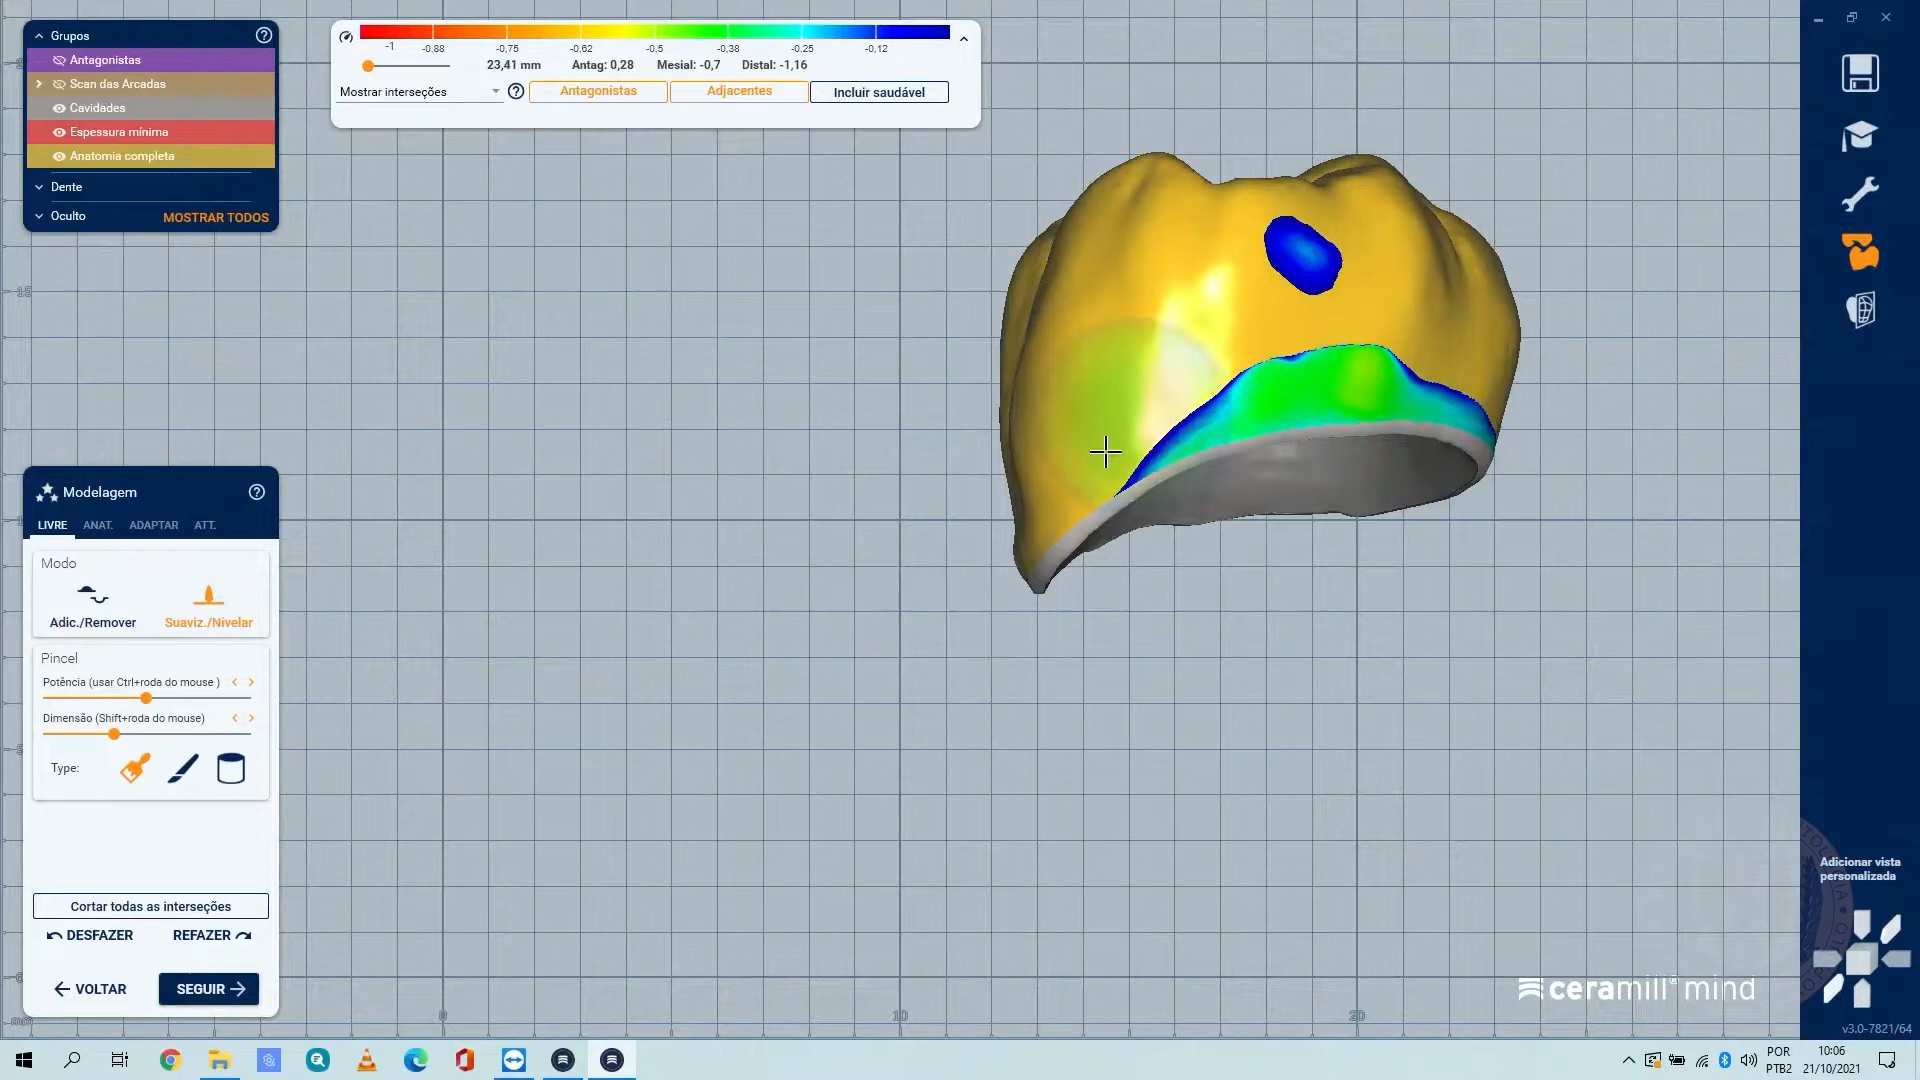 Grupos
Antagonistas
Scan das Arcadas
Cavidades
Espessura mínima
Anatomia completa
Dente
Oculto MOSTRAR TODOS
-1 -0,88 -0,75 -0,62 -0,5 -0,38 -0,25 -0,12
23,41 mm Antag: 0,28 Mesial: -0,7 Distal: -1,16
Mostrar interseções Antagonistas Adjacentes Incluir saudável
Modelagem
LIVRE ANAT. ADAPTAR ATT.
Modo
Adic./Remover Suaviz./Nivelar
Pincel
Potência (usar Ctrl+roda do mouse )
Dimensão (Shift+roda do mouse)
Type:
Cortar todas as interseções
DESFAZER REFAZER
VOLTAR SEGUIR
15
0 10 20
Adicionar vista
personalizada
ceramill® mind
v3.0-7821/64
POR
PTB2
10:06
21/10/2021